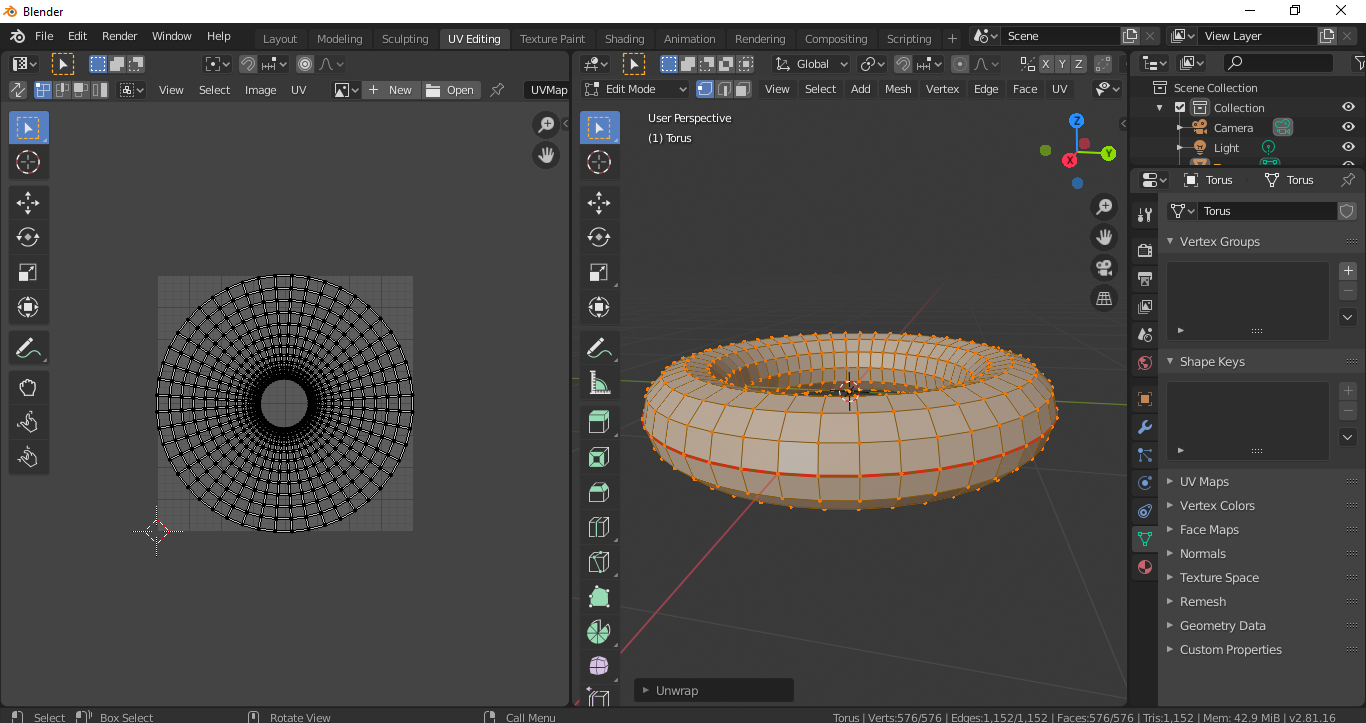 Blender
File Edit Render Window Help Layout Modeling Sculpting UV Editing Texture Paint Shading Animation Rendering Compositing Scripting + Scene View Layer
Global X Y Z
View Select Image UV + New Open UVMap
Edit Mode View Select Add Mesh Vertex Edge Face UV
User Perspective
(1) Torus
Z
Y
X
Scene Collection
Collection
Camera
Light
Torus Torus
Torus
Vertex Groups
Shape Keys
UV Maps
Vertex Colors
Face Maps
Normals
Texture Space
Remesh
Geometry Data
Custom Properties
Unwrap
Select Box Select Rotate View Call Menu Torus | Verts:576/576 | Edges:1,152/1,152 | Faces:576/576 | Tris:1,152 | Mem: 42.9 MiB | v2.81.16